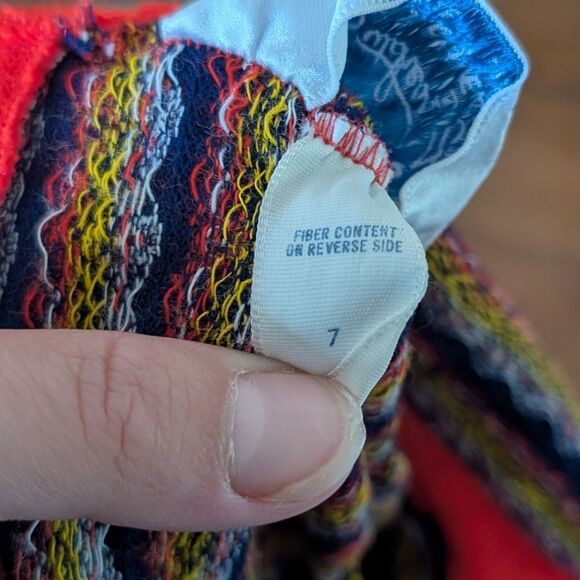 FIBER CONTENT
ON REVERSE SIDE
7